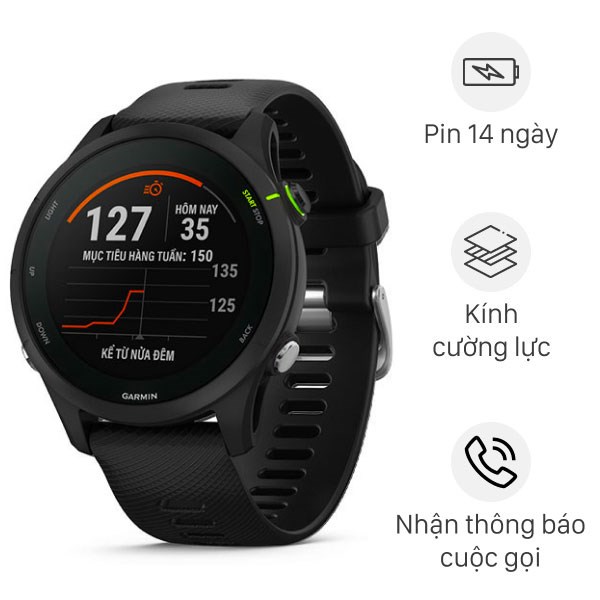 LIGHT
START STOP
UP
DOWN
BACK
127
HÔM NAY
35
MỤC TIÊU HÀNG TUẦN: 150
135
125
KỂ TỪ NỬA ĐÊM
GARMIN
Pin 14 ngày
Kính
cường lực
Nhận thông báo
cuộc gọi